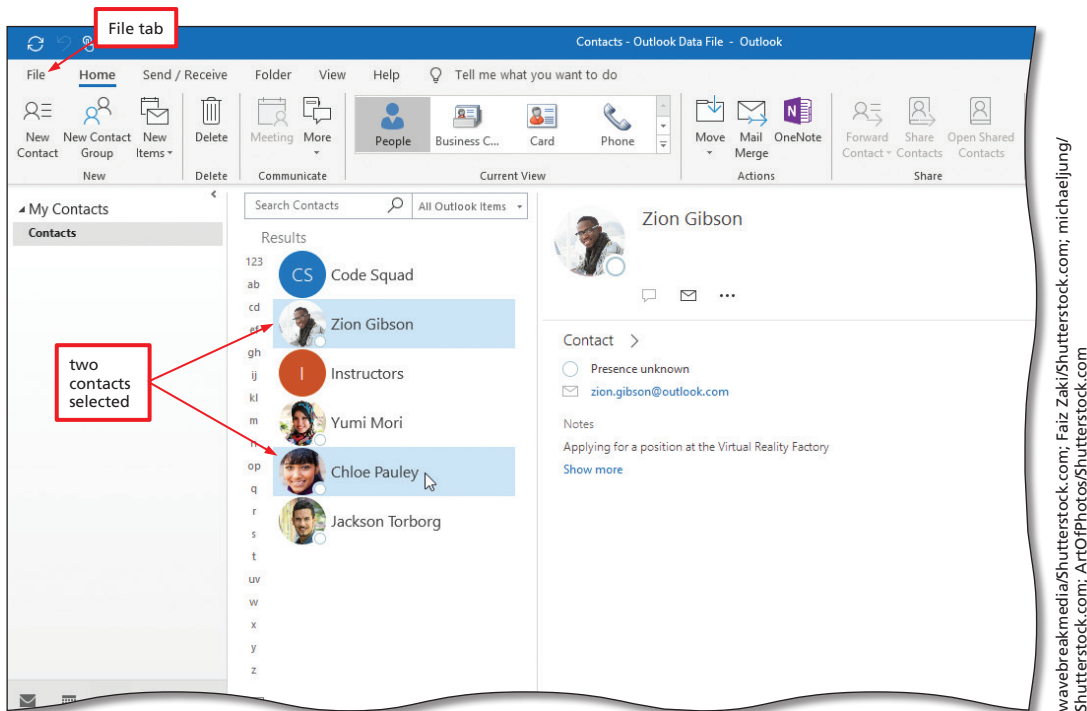 File tab
Contacts - Outlook Data File - Outlook
File Home Send / Receive Folder View Help Tell me what you want to do
New Contact
New Contact Group
New Items
Delete
Meeting
More
People
Business C...
Card
Phone
Move
Mail Merge
OneNote
Forward Contact
Share Contacts
Open Shared Contacts
New Delete Communicate Current View Actions Share
My Contacts
Contacts
Search Contacts All Outlook Items
Results
123
ab
cd
ef
gh
ij
kl
m
n
op
q
r
s
t
uv
w
x
y
z
CS Code Squad
Zion Gibson
I Instructors
Yumi Mori
Chloe Pauley
Jackson Torborg
two
contacts
selected
Zion Gibson
Contact >
Presence unknown
zion.gibson@outlook.com
Notes
Applying for a position at the Virtual Reality Factory
Show more
wavebreakmedia/Shutterstock.com; Faiz Zaki/Shutterstock.com; michaeljung/
Shutterstock.com; ArtOfPhotos/Shutterstock.com